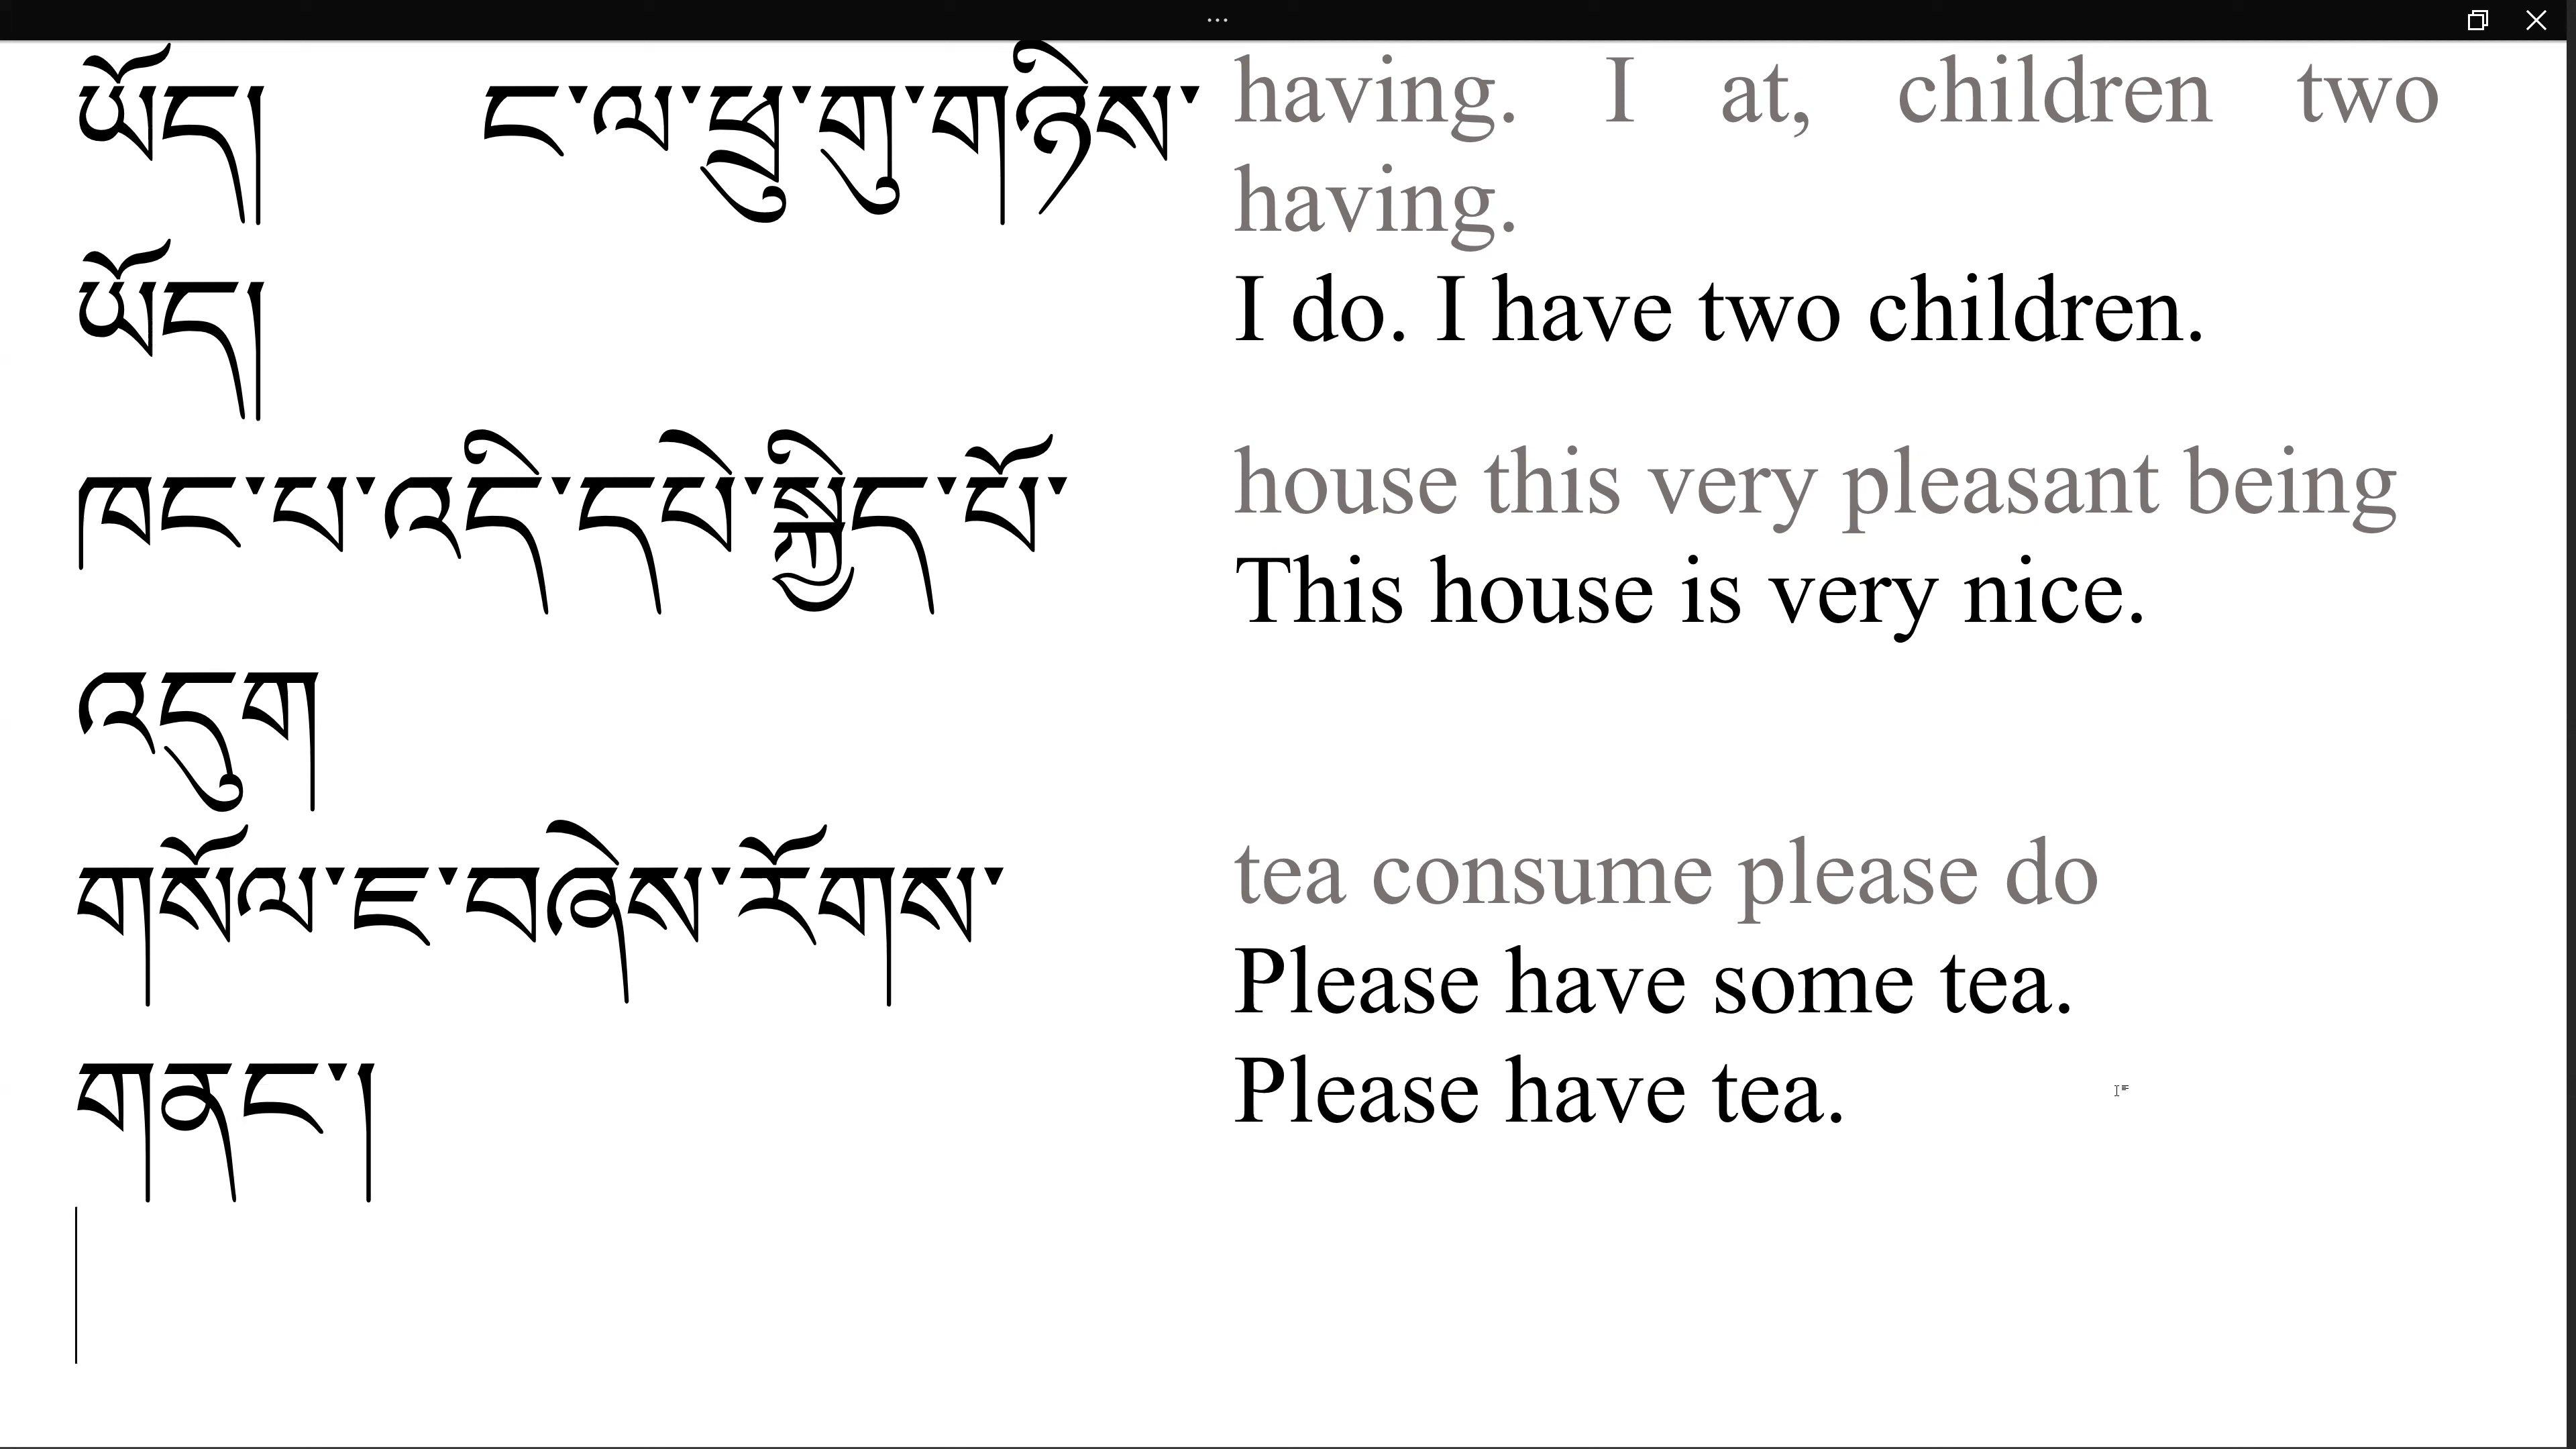 ཡོད། ང་ལ་ཕྲུ་གུ་གཉིས་
ཡོད།
ཁང་པ་འདི་དཔེ་སྐྱིད་པོ་
འདུག
གསོལ་ཇ་བཞེས་རོགས་
གནང་།
having. I at, children two
having.
I do. I have two children.
house this very pleasant being
This house is very nice.
tea consume please do
Please have some tea.
Please have tea.